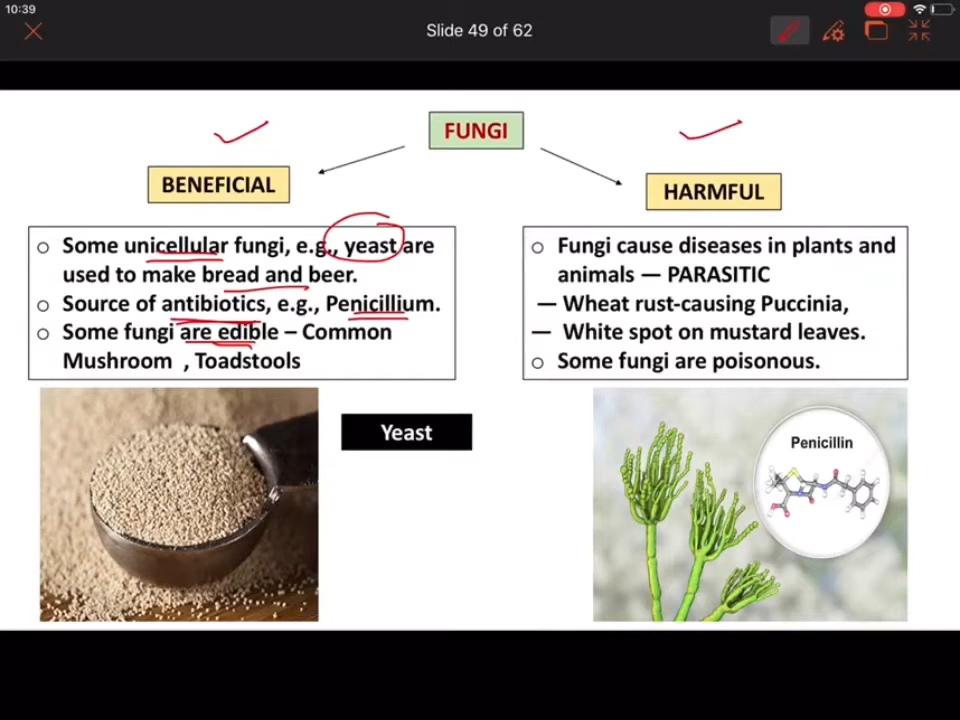 10:39
Slide 49 of 62
FUNGI
BENEFICIAL
HARMFUL
○ Some unicellular fungi, e.g., yeast are
used to make bread and beer.
○ Source of antibiotics, e.g., Penicillium.
○ Some fungi are edible – Common
Mushroom , Toadstools
○ Fungi cause diseases in plants and
animals — PARASITIC
— Wheat rust-causing Puccinia,
— White spot on mustard leaves.
○ Some fungi are poisonous.
Yeast
Penicillin